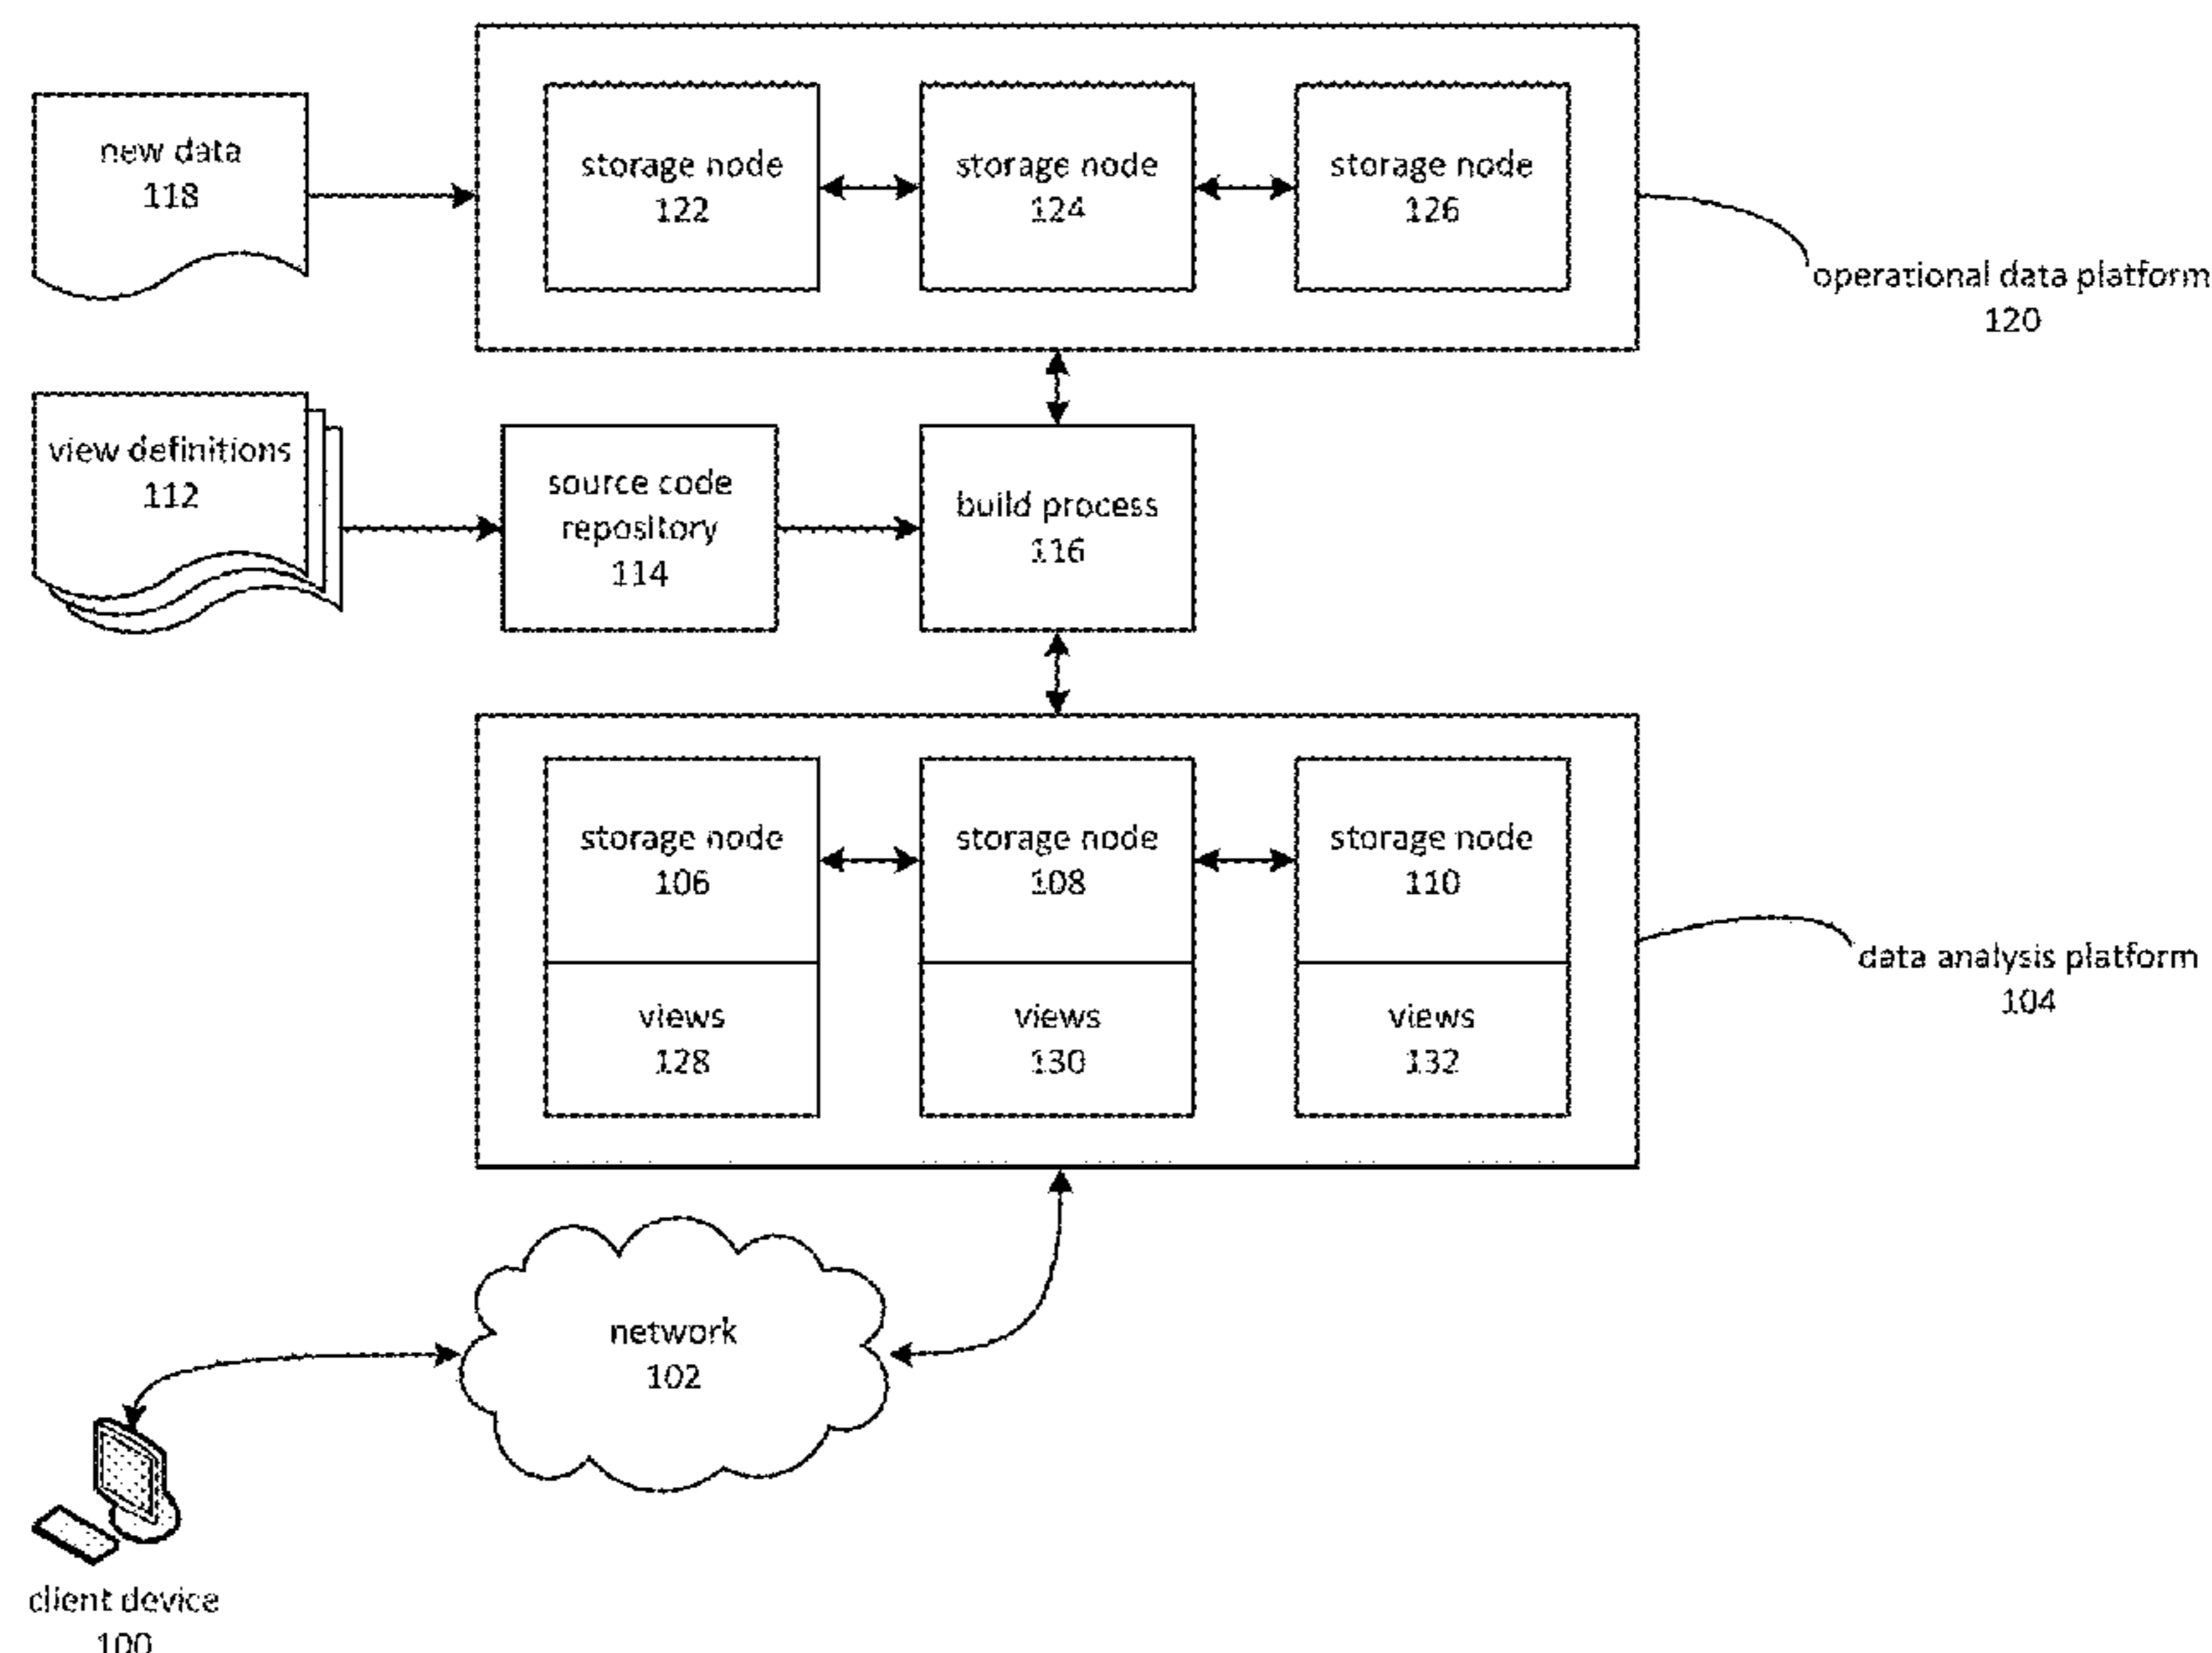 new data
118
storage node
122
storage node
124
storage node
126
operational data platform
120
view definitions
112
source code
repository
114
build process
116
storage node
106
storage node
108
storage node
110
views
128
views
130
views
132
data analysis platform
104
network
102
client device
100